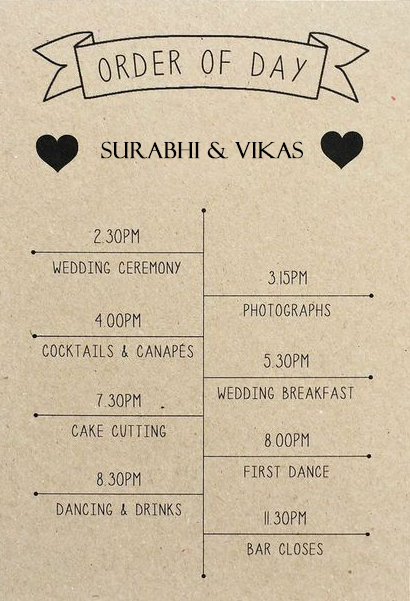 ORDER OF DAY
SURABHI & VIKAS
2.30PM
WEDDING CEREMONY
3.15PM
PHOTOGRAPHS
4.00PM
COCKTAILS & CANAPÉS
5.30PM
WEDDING BREAKFAST
7.30PM
CAKE CUTTING
8.00PM
FIRST DANCE
8.30PM
DANCING & DRINKS
11.30PM
BAR CLOSES